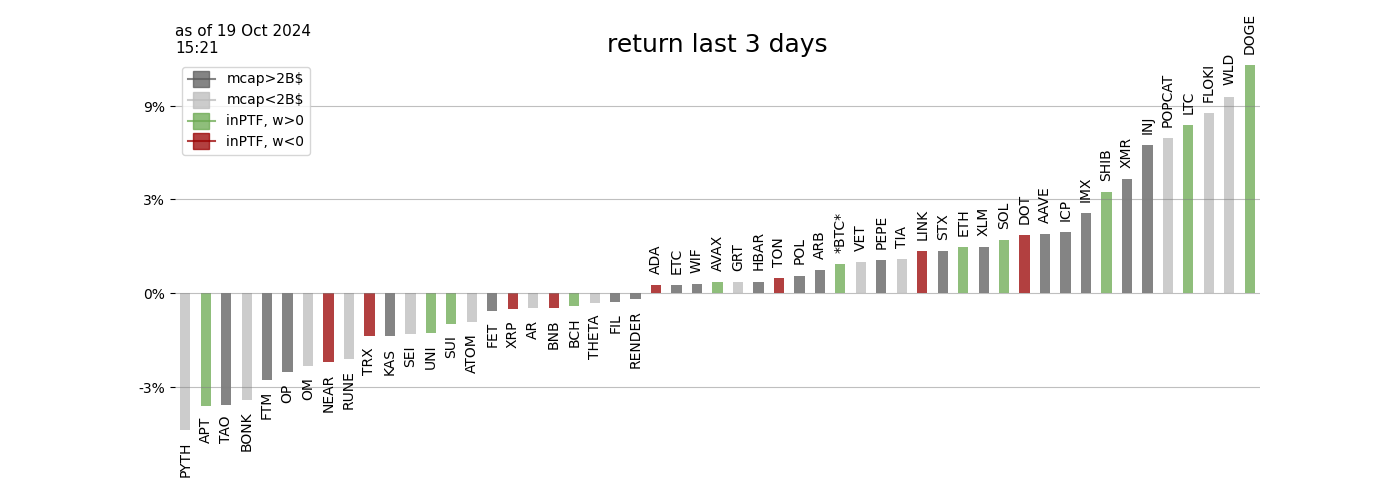 as of 19 Oct 2024
15:21
return last 3 days
mcap>2B$
mcap<2B$
inPTF, w>0
inPTF, w<0
9%
3%
0%
-3%
PYTH
APT
TAO
BONK
FTM
OP
OM
NEAR
RUNE
TRX
KAS
SEI
UNI
SUI
ATOM
FET
XRP
AR
BNB
BCH
THETA
FIL
RENDER
ADA
ETC
WIF
AVAX
GRT
HBAR
TON
POL
ARB
*BTC*
VET
PEPE
TIA
LINK
STX
ETH
XLM
SOL
DOT
AAVE
ICP
IMX
SHIB
XMR
INJ
POPCAT
LTC
FLOKI
WLD
DOGE